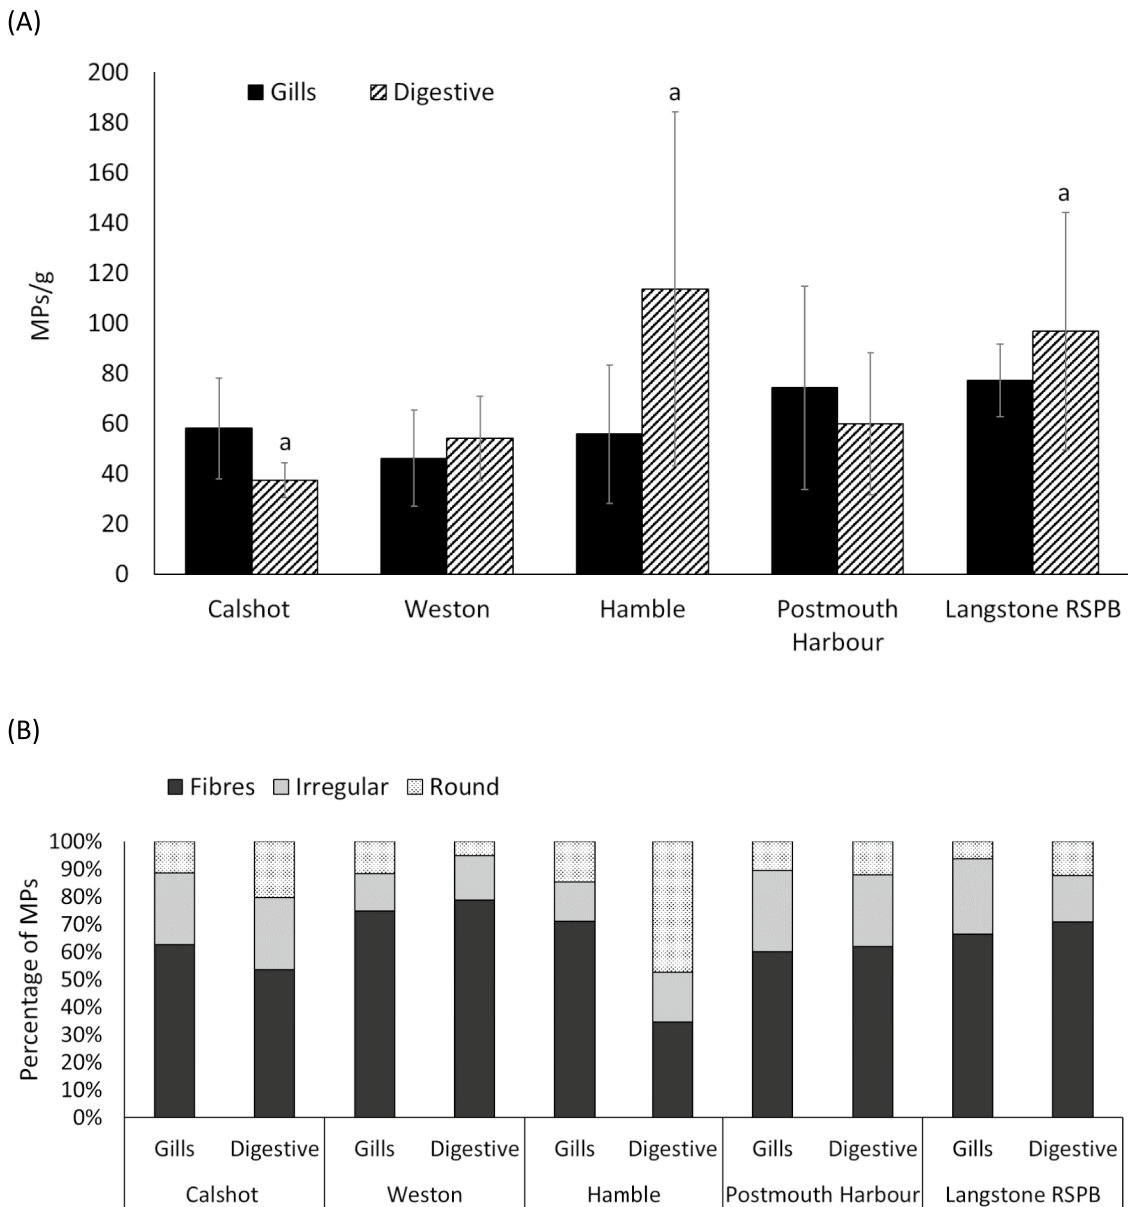 (A)
200
180
160
140
120
100
80
60
40
20
0
MPs/g
Gills Digestive
a
a
a
Calshot Weston Hamble Postmouth Langstone RSPB
Harbour
(B)
Fibres Irregular Round
100%
90%
80%
70%
60%
50%
40%
30%
20%
10%
0%
Percentage of MPs
Gills Digestive Gills Digestive Gills Digestive Gills Digestive Gills Digestive
Calshot Weston Hamble Postmouth Harbour Langstone RSPB